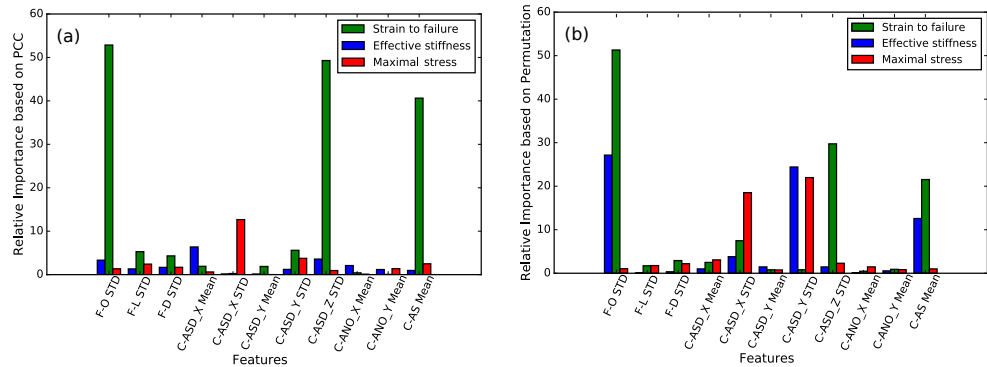 (a)
Strain to failure
Effective stiffness
Maximal stress
Relative Importance based on PCC
60
50
40
30
20
10
0
F-O STD
F-L STD
F-D STD
C-ASD_X Mean
C-ASD_X STD
C-ASD_Y Mean
C-ASD_Y STD
C-ASD_Z STD
C-ANO_X Mean
C-ANO_Y Mean
C-AS Mean
Features
(b)
Strain to failure
Effective stiffness
Maximal stress
Relative Importance based on Permutation
60
50
40
30
20
10
0
F-O STD
F-L STD
F-D STD
C-ASD_X Mean
C-ASD_X STD
C-ASD_Y Mean
C-ASD_Y STD
C-ASD_Z STD
C-ANO_X Mean
C-ANO_Y Mean
C-AS Mean
Features